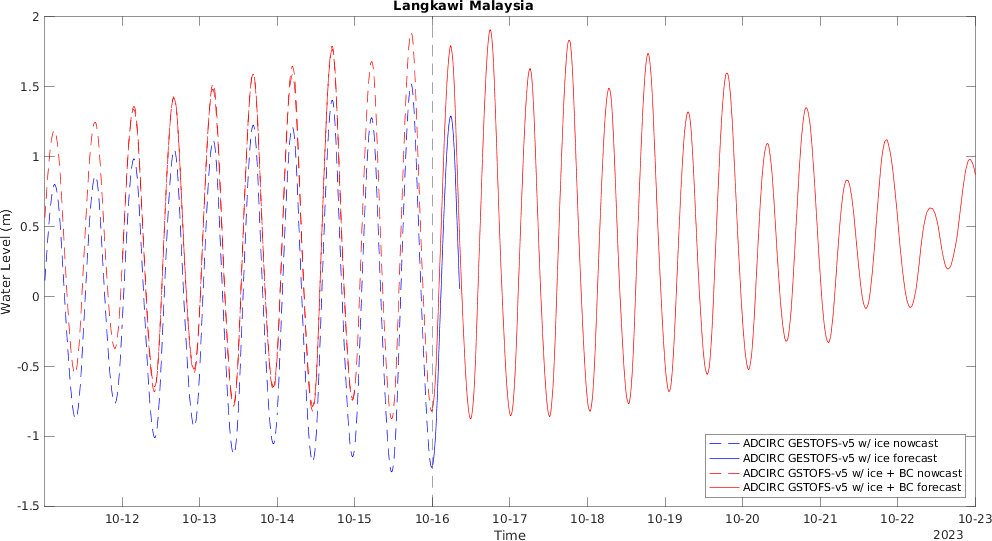 Langkawi Malaysia
2
1.5
1
0.5
0
-0.5
-1
-1.5
Water Level (m)
ADCIRC GESTOFS-v5 w/ ice nowcast
ADCIRC GESTOFS-v5 w/ ice forecast
ADCIRC GSTOFS-v5 w/ ice + BC nowcast
ADCIRC GSTOFS-v5 w/ ice + BC forecast
10-12 10-13 10-14 10-15 10-16 10-17 10-18 10-19 10-20 10-21 10-22 10-23
Time
2023